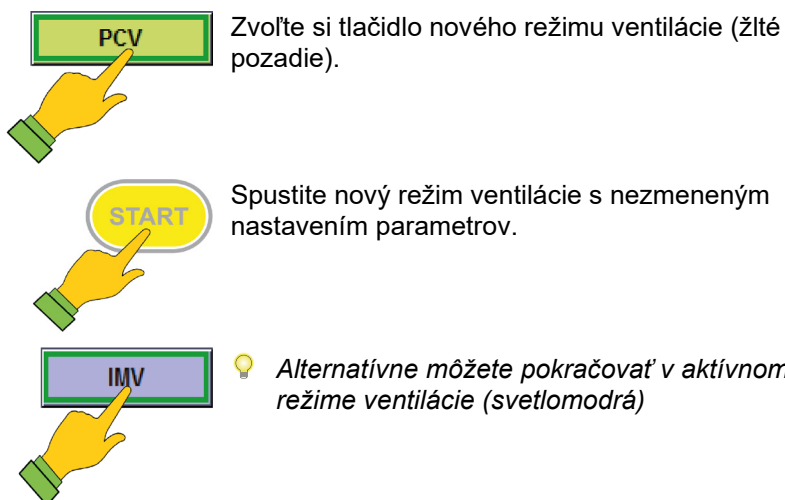 PCV
Zvoľte si tlačidlo nového režimu ventilácie (žlté
pozadie).
START
Spustite nový režim ventilácie s nezmeneným
nastavením parametrov.
IMV
Alternatívne môžete pokračovať v aktívnom
režime ventilácie (svetlomodrá)